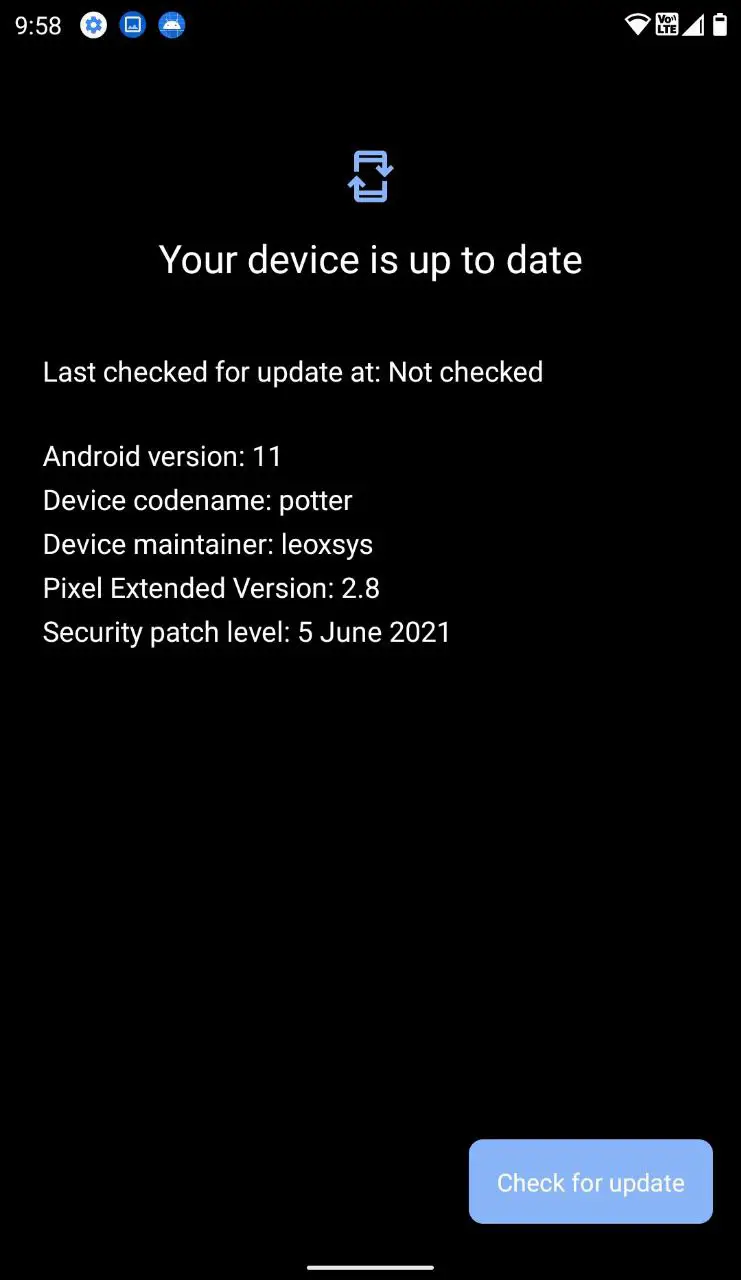 9:58
Vo)) LTE
Your device is up to date
Last checked for update at: Not checked
Android version: 11
Device codename: potter
Device maintainer: leoxsys
Pixel Extended Version: 2.8
Security patch level: 5 June 2021
Check for update